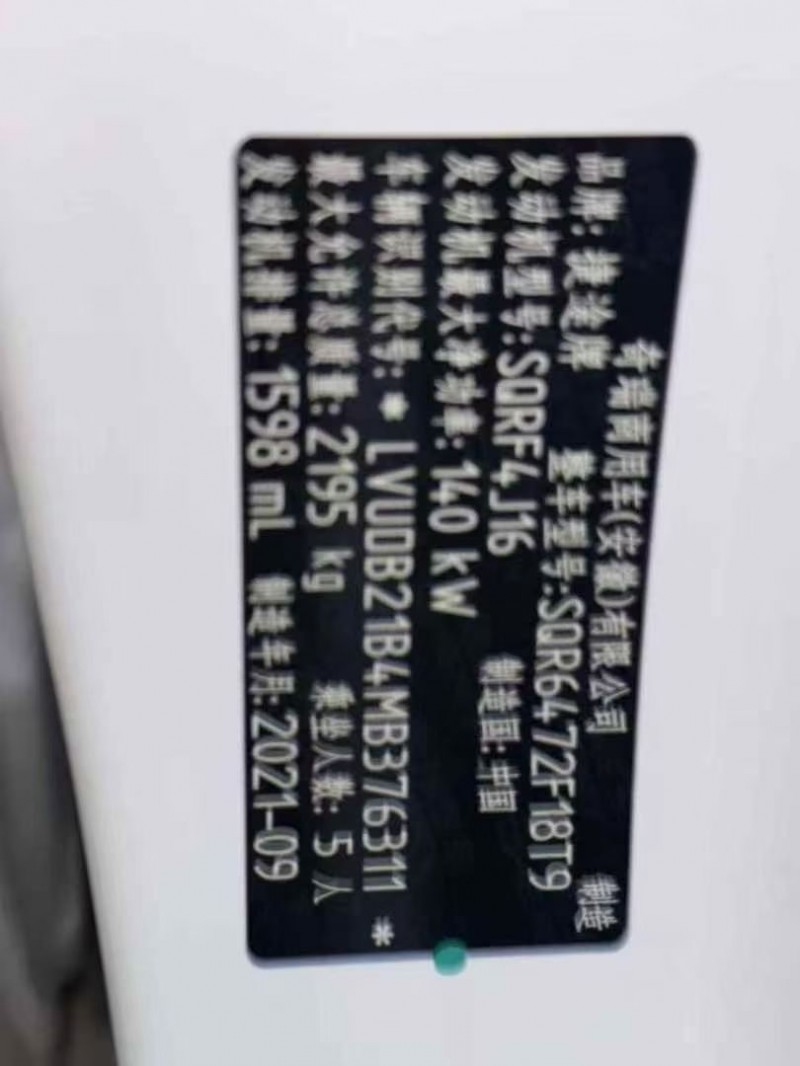 奇瑞商用车(安徽)有限公司 制造
品牌: 捷途牌 整车型号:SQR6472F18T9
发动机型号:SQRF4J16 制造国:中国
发动机最大净功率:140 kW
车辆识别代号:* LVUDB21B4MB376311 *
最大允许总质量:2195 kg 乘坐人数: 5 人
发动机排量:1598 mL 制造年月:2021-09